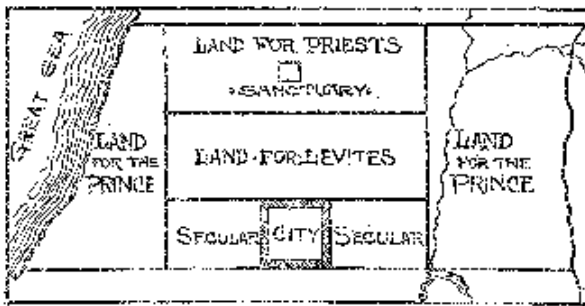 GREAT SEA
LAND FOR PRIESTS
SANCTUARY
LAND
FOR THE
PRINCE
LAND·FOR·LEVITES
LAND
FOR THE
PRINCE
SECULAR
CITY
SECULAR